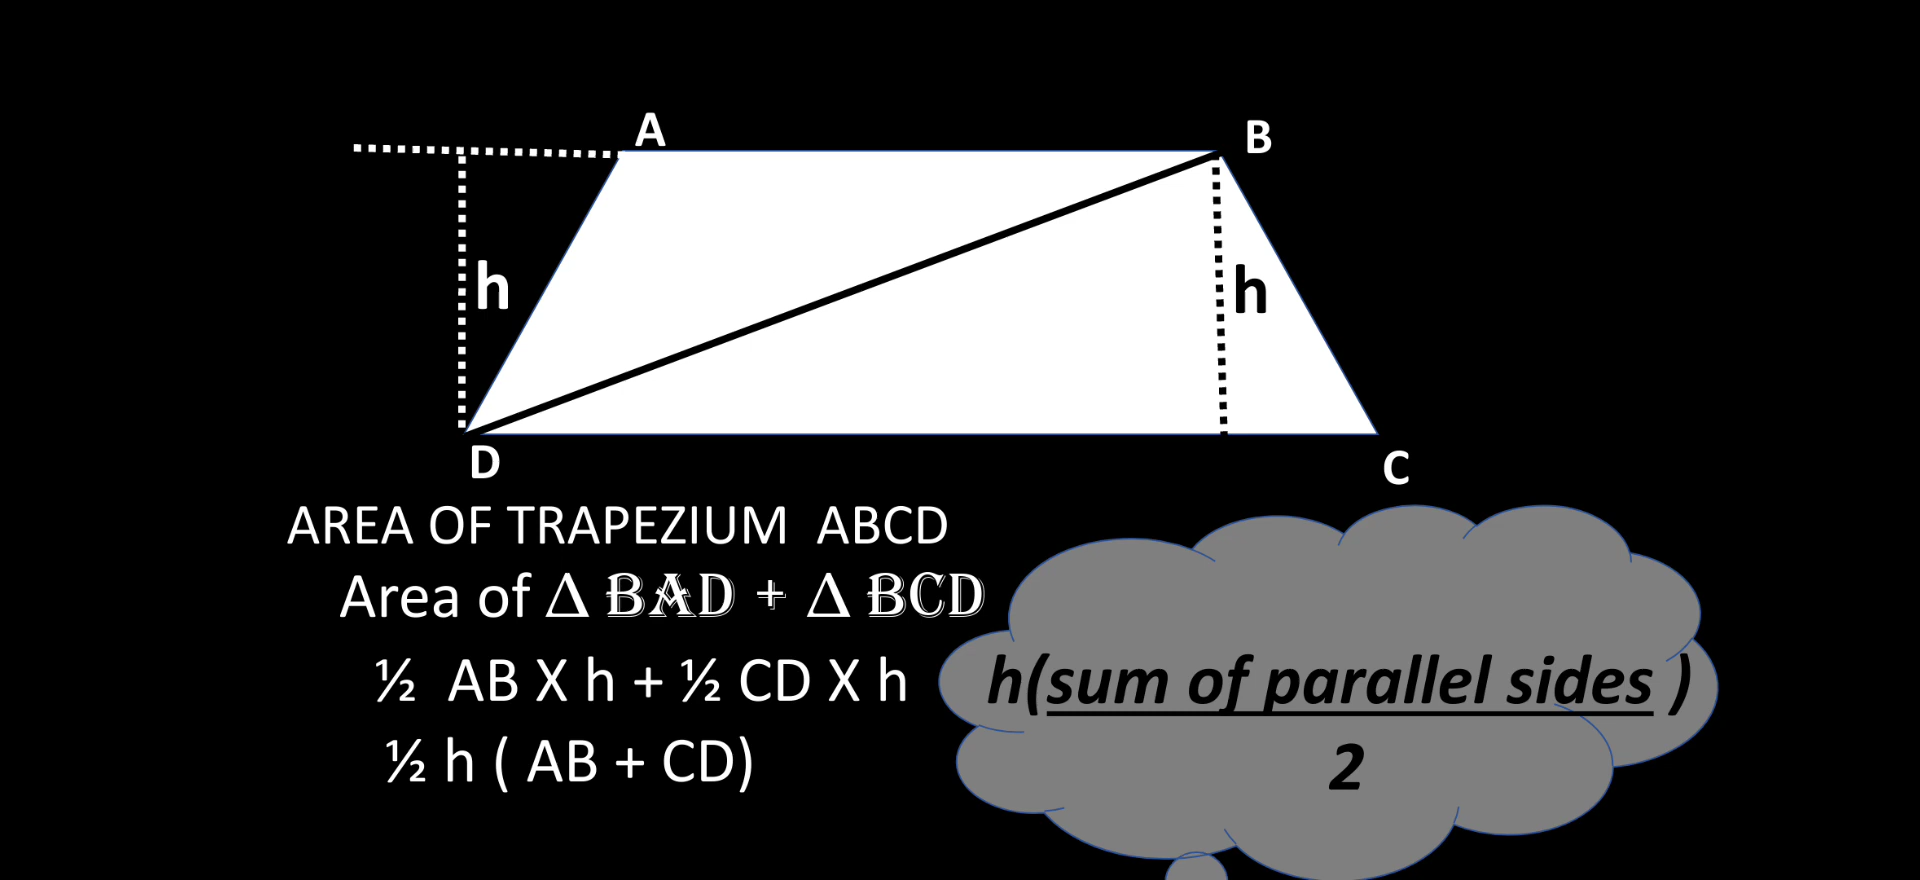 A
B
h
h
D
C
AREA OF TRAPEZIUM ABCD
Area of Δ BAD + Δ BCD
½ AB X h + ½ CD X h
½ h ( AB + CD)
h(sum of parallel sides )
2